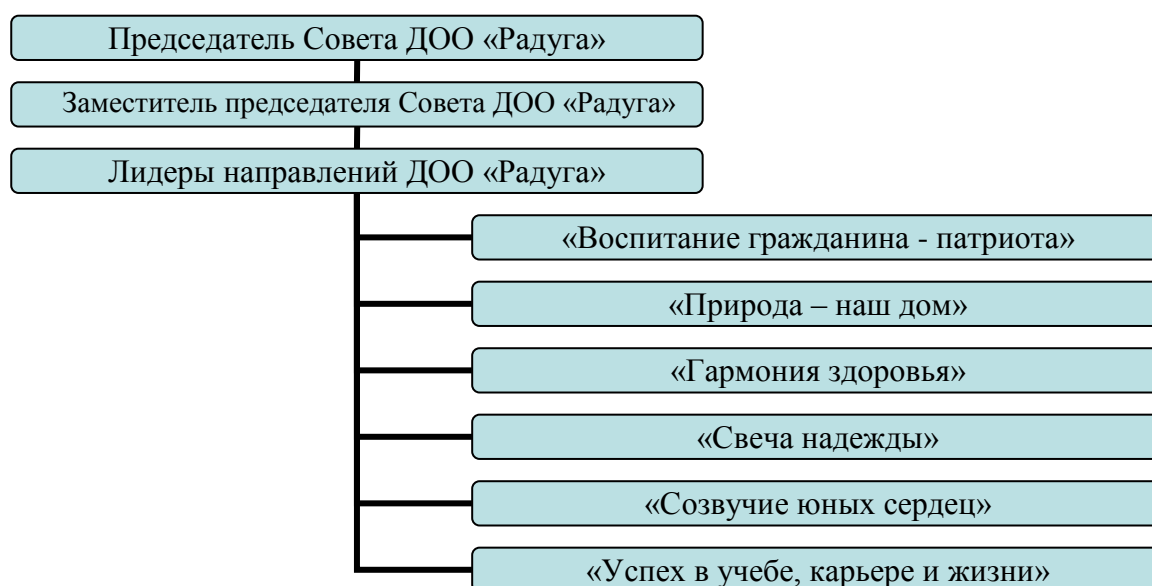 Председатель Совета ДОО «Радуга»
Заместитель председателя Совета ДОО «Радуга»
Лидеры направлений ДОО «Радуга»
«Воспитание гражданина - патриота»
«Природа – наш дом»
«Гармония здоровья»
«Свеча надежды»
«Созвучие юных сердец»
«Успех в учебе, карьере и жизни»